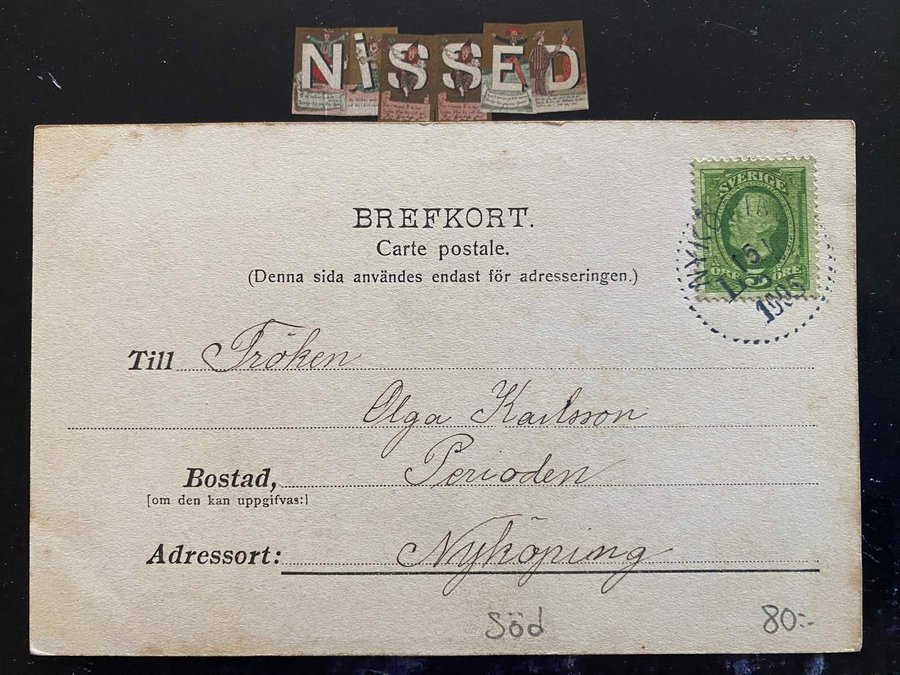 NISSED
BREFKORT.
Carte postale.
(Denna sida användes endast för adresseringen.)
SVERIGE
ÖRE 5 ÖRE
Till Fröken
Olga Karlsson
Bostad, Perioden
[om den kan uppgifvas:]
Adressort: Nyköping
Söd 80:-